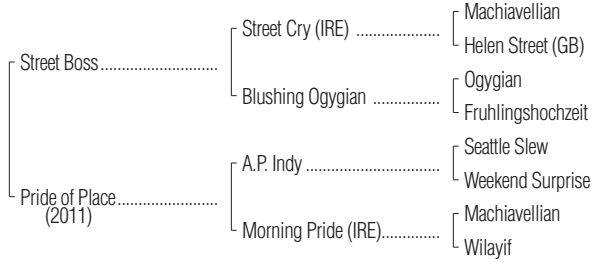 Machiavellian
Street Cry (IRE) ..................
Helen Street (GB)
Street Boss............................
Ogygian
Blushing Ogygian ................
Fruhlingshochzeit
Seattle Slew
A.P. Indy ................................
Weekend Surprise
Pride of Place........................
(2011)
Machiavellian
Morning Pride (IRE)..............
Wilayif